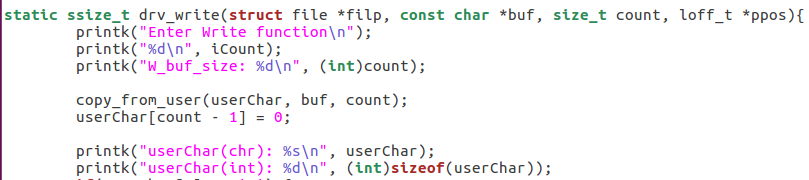 static ssize_t drv_write(struct file *filp, const char *buf, size_t count, loff_t *ppos){
        printk("Enter Write function\n");
        printk("%d\n", iCount);
        printk("W_buf_size: %d\n", (int)count);

        copy_from_user(userChar, buf, count);
        userChar[count - 1] = 0;

        printk("userChar(chr): %s\n", userChar);
        printk("userChar(int): %d\n", (int)sizeof(userChar));